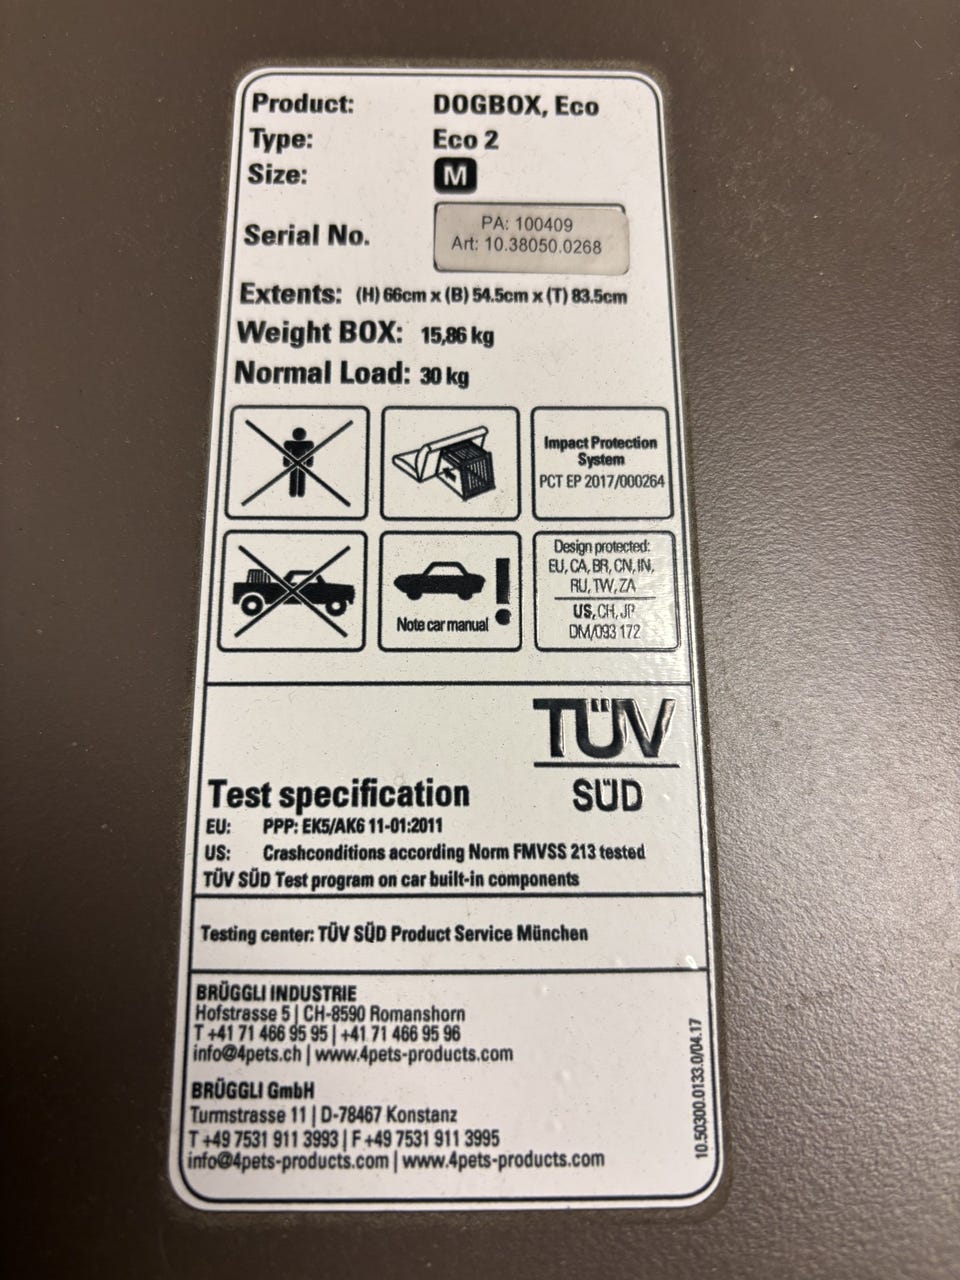 Product: DOGBOX, Eco
Type: Eco 2
Size: M
Serial No. PA: 100409
Art: 10.38050.0268
Extents: (H) 66cm x (B) 54.5cm x (T) 83.5cm
Weight BOX: 15,86 kg
Normal Load: 30 kg
Impact Protection
System
PCT EP 2017/000264
Note car manual
!
Design protected:
EU, CA, BR, CN, IN,
RU, TW, ZA
US, CH, JP
DM/093 172
TÜV
SÜD
Test specification
EU: PPP: EK5/AK6 11-01:2011
US: Crashconditions according Norm FMVSS 213 tested
TÜV SÜD Test program on car built-in components
Testing center: TÜV SÜD Product Service München
BRÜGGLI INDUSTRIE
Hofstrasse 5 | CH-8590 Romanshorn
T +41 71 466 95 95 | +41 71 466 95 96
info@4pets.ch | www.4pets-products.com
BRÜGGLI GmbH
Turmstrasse 11 | D-78467 Konstanz
T +49 7531 911 3993 | F +49 7531 911 3995
info@4pets-products.com | www.4pets-products.com
10.50300.0133.0/04.17